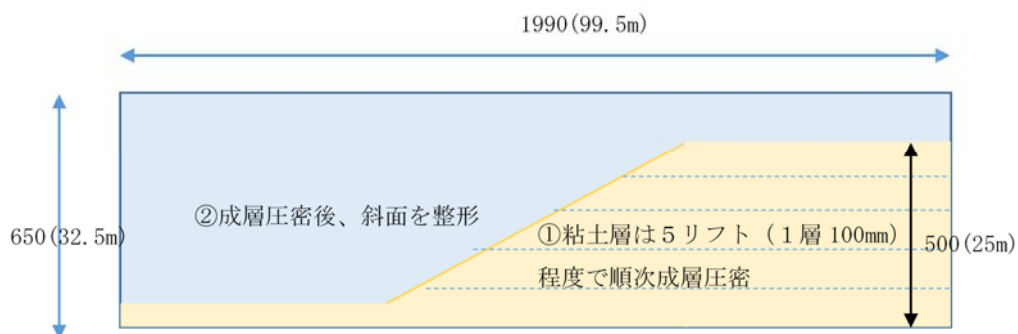 1990(99.5m)
②成層圧密後、斜面を整形
①粘土層は５リフト（１層 100mm）
程度で順次成層圧密
650(32.5m)
500(25m)